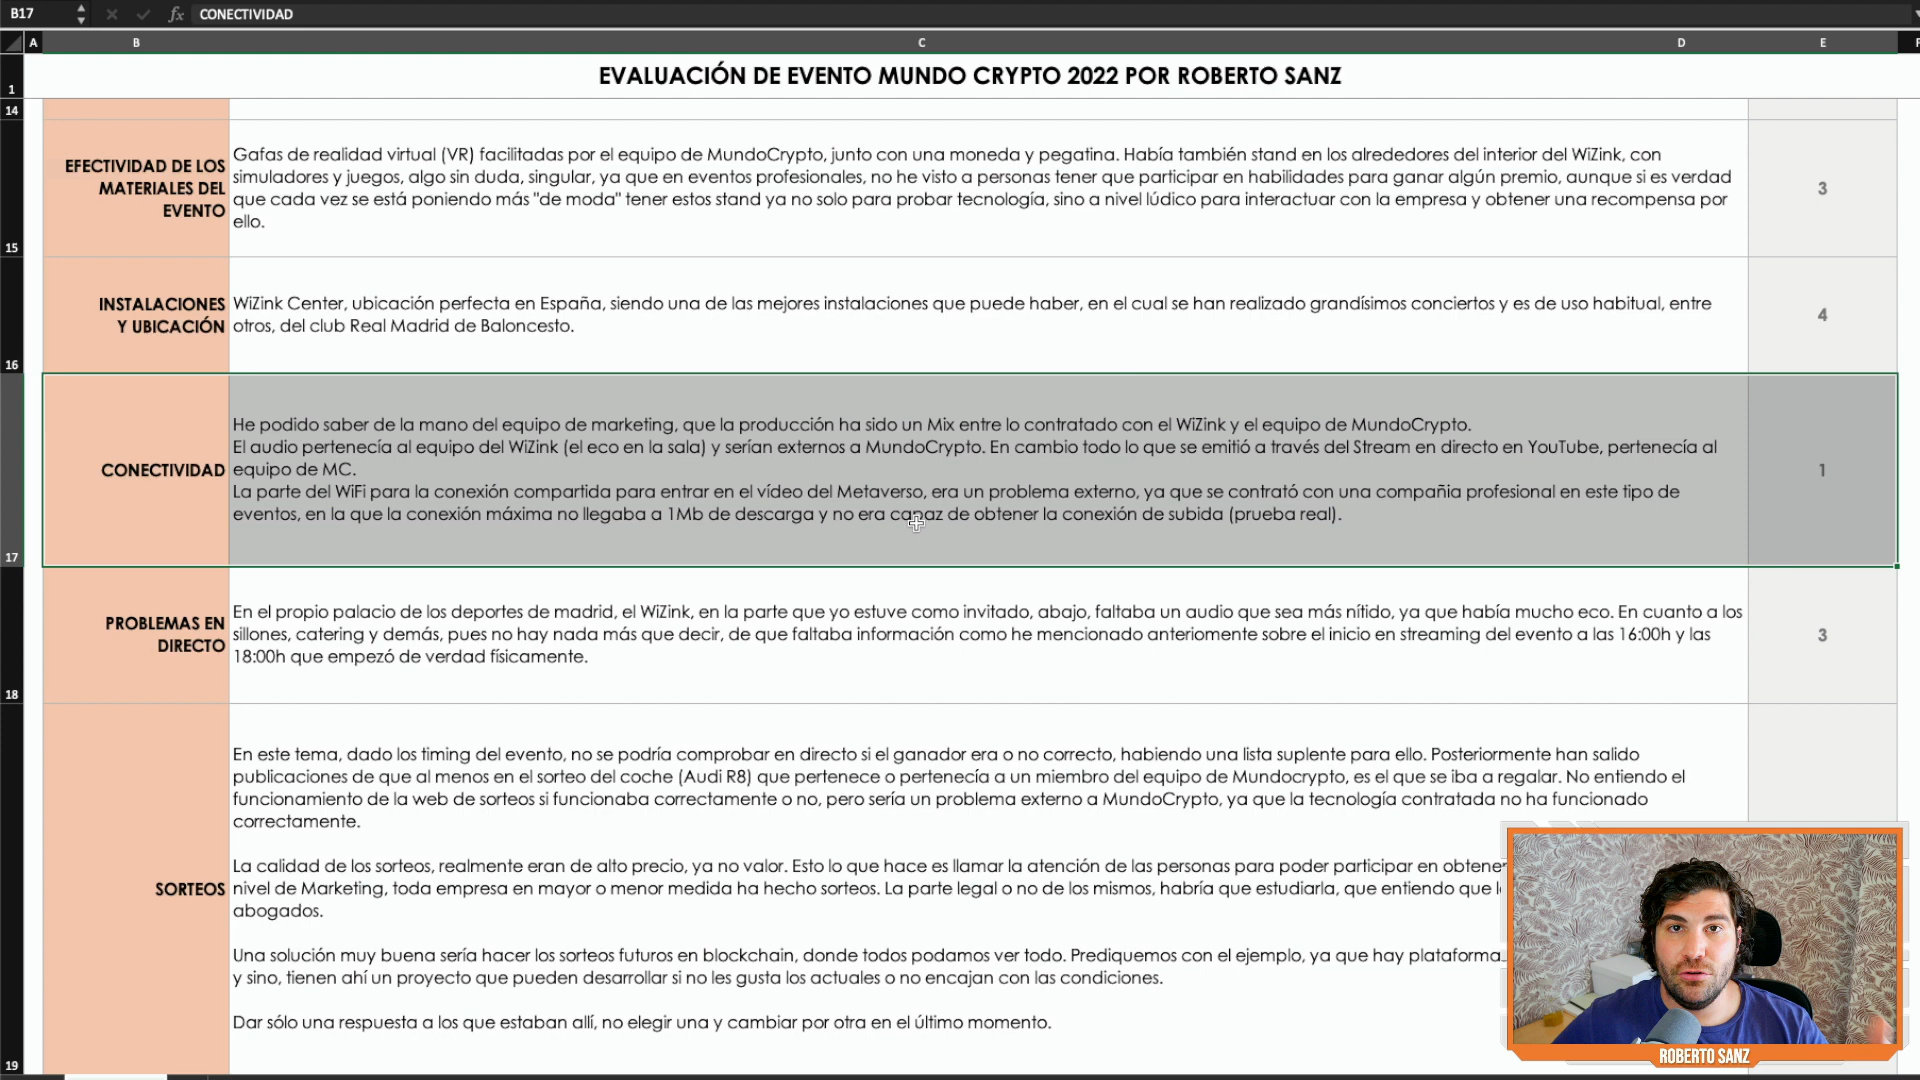 B17
fx CONECTIVIDAD
A B C D E F
1 EVALUACIÓN DE EVENTO MUNDO CRYPTO 2022 POR ROBERTO SANZ
14
EFECTIVIDAD DE LOS
MATERIALES DEL
EVENTO
Gafas de realidad virtual (VR) facilitadas por el equipo de MundoCrypto, junto con una moneda y pegatina. Había también stand en los alrededores del interior del WiZink, con
simuladores y juegos, algo sin duda, singular, ya que en eventos profesionales, no he visto a personas tener que participar en habilidades para ganar algún premio, aunque si es verdad
que cada vez se está poniendo más "de moda" tener estos stand ya no solo para probar tecnología, sino a nivel lúdico para interactuar con la empresa y obtener una recompensa por
ello.
3
15
INSTALACIONES
Y UBICACIÓN
WiZink Center, ubicación perfecta en España, siendo una de las mejores instalaciones que puede haber, en el cual se han realizado grandísimos conciertos y es de uso habitual, entre
otros, del club Real Madrid de Baloncesto.
4
16
CONECTIVIDAD
He podido saber de la mano del equipo de marketing, que la producción ha sido un Mix entre lo contratado con el WiZink y el equipo de MundoCrypto.
El audio pertenecía al equipo del WiZink (el eco en la sala) y serían externos a MundoCrypto. En cambio todo lo que se emitió a través del Stream en directo en YouTube, pertenecía al
equipo de MC.
La parte del WiFi para la conexión compartida para entrar en el vídeo del Metaverso, era un problema externo, ya que se contrató con una compañia profesional en este tipo de
eventos, en la que la conexión máxima no llegaba a 1Mb de descarga y no era capaz de obtener la conexión de subida (prueba real).
1
17
PROBLEMAS EN
DIRECTO
En el propio palacio de los deportes de madrid, el WiZink, en la parte que yo estuve como invitado, abajo, faltaba un audio que sea más nítido, ya que había mucho eco. En cuanto a los
sillones, catering y demás, pues no hay nada más que decir, de que faltaba información como he mencionado anteriomente sobre el inicio en streaming del evento a las 16:00h y las
18:00h que empezó de verdad físicamente.
3
18
SORTEOS
En este tema, dado los timing del evento, no se podría comprobar en directo si el ganador era o no correcto, habiendo una lista suplente para ello. Posteriormente han salido
publicaciones de que al menos en el sorteo del coche (Audi R8) que pertenece o pertenecía a un miembro del equipo de Mundocrypto, es el que se iba a regalar. No entiendo el
funcionamiento de la web de sorteos si funcionaba correctamente o no, pero sería un problema externo a MundoCrypto, ya que la tecnología contratada no ha funcionado
correctamente.
La calidad de los sorteos, realmente eran de alto precio, ya no valor. Esto lo que hace es llamar la atención de las personas para poder participar en obtener
nivel de Marketing, toda empresa en mayor o menor medida ha hecho sorteos. La parte legal o no de los mismos, habría que estudiarla, que entiendo que
abogados.
Una solución muy buena sería hacer los sorteos futuros en blockchain, donde todos podamos ver todo. Prediquemos con el ejemplo, ya que hay plataforma
y sino, tienen ahí un proyecto que pueden desarrollar si no les gusta los actuales o no encajan con las condiciones.
Dar sólo una respuesta a los que estaban allí, no elegir una y cambiar por otra en el último momento.
19
ROBERTO SANZ